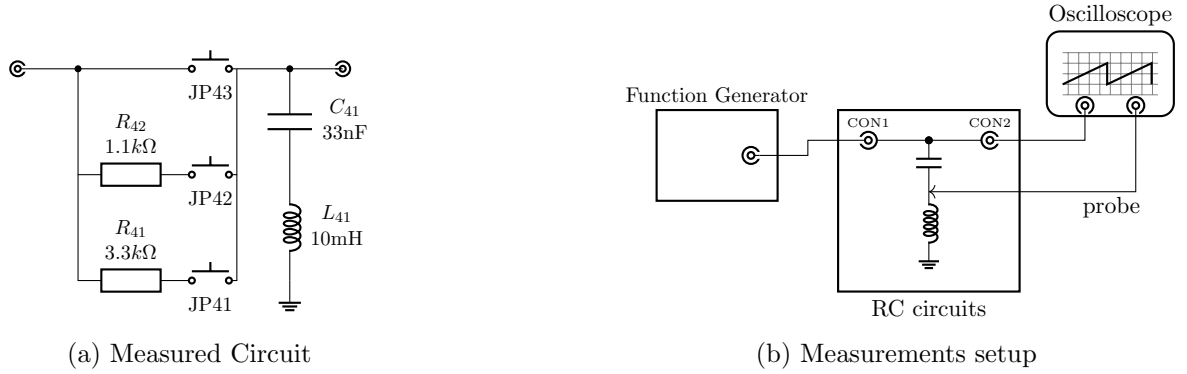 JP43
C41
33nF
R42
1.1kΩ
JP42
R41
3.3kΩ
JP41
L41
10mH
(a) Measured Circuit
Oscilloscope
Function Generator
CON1
CON2
probe
RC circuits
(b) Measurements setup